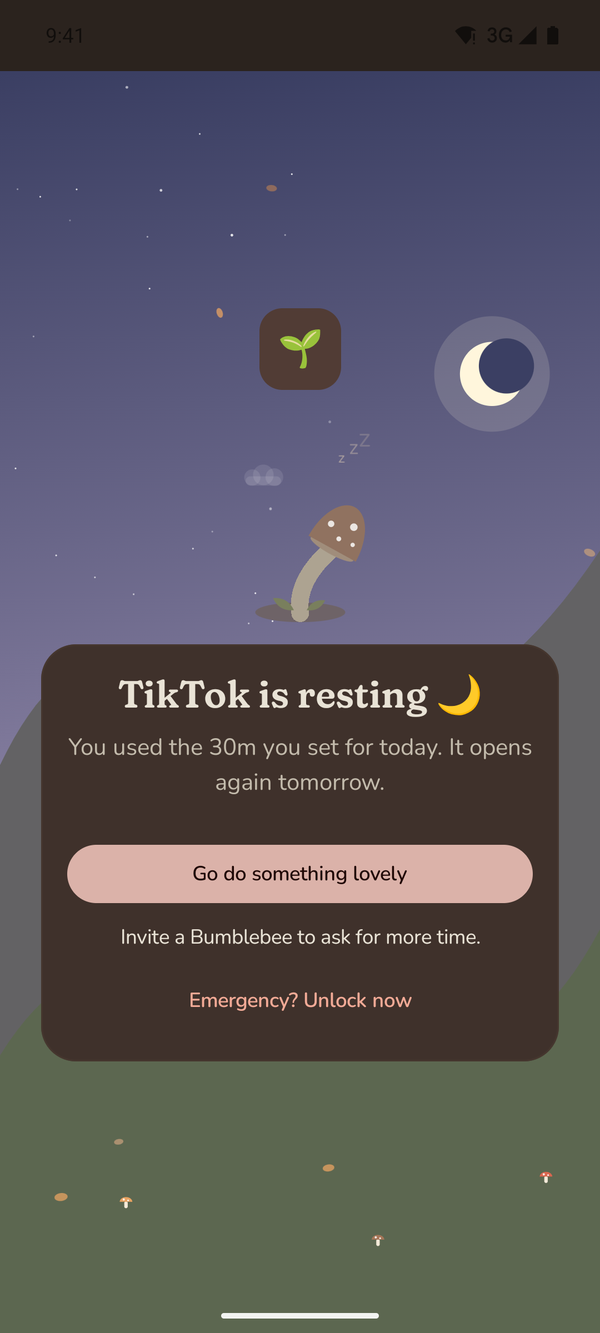 9:41
3G
z z Z
TikTok is resting 🌙
You used the 30m you set for today. It opens
again tomorrow.
Go do something lovely
Invite a Bumblebee to ask for more time.
Emergency? Unlock now